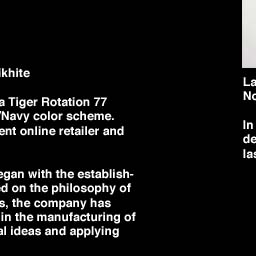 a Tiger Rotation 77
/Navy color scheme.
ent online retailer and
egan with the establish-
ed on the philosophy of
s, the company has
in the manufacturing of
al ideas and applying
La
No
In
de
las